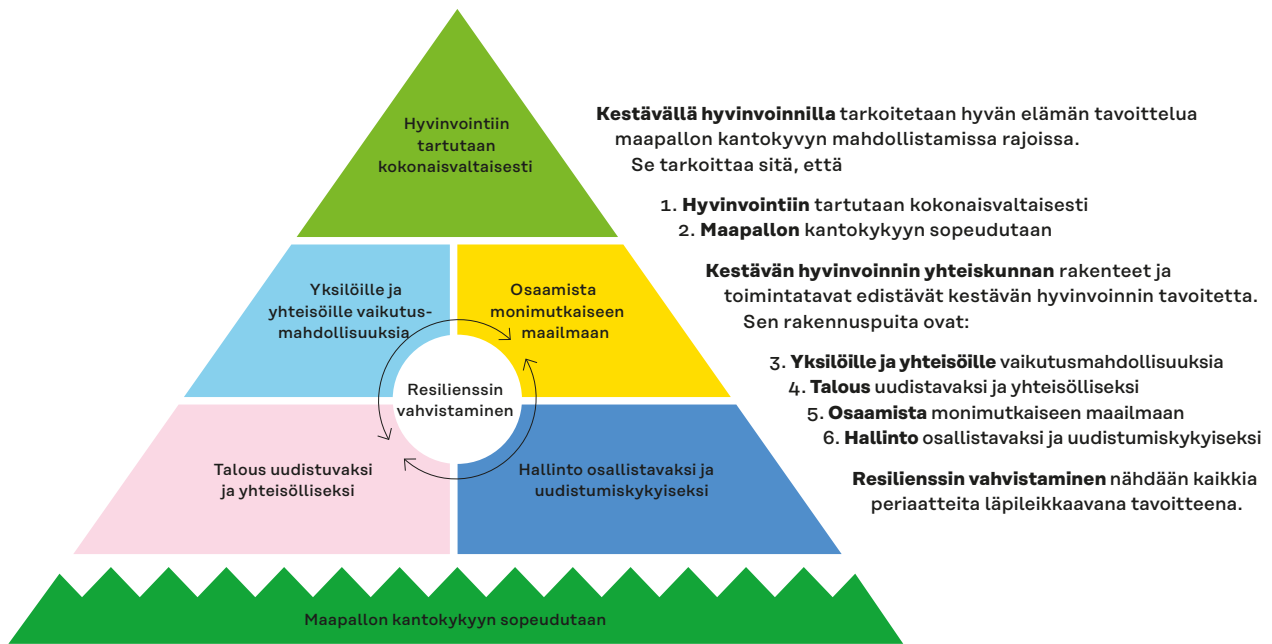 Hyvinvointiin
tartutaan
kokonaisvaltaisesti
Yksilöille ja
yhteisöille vaikutus-
mahdollisuuksia
Osaamista
monimutkaiseen
maailmaan
Resilienssin
vahvistaminen
Talous uudistuvaksi
ja yhteisölliseksi
Hallinto osallistavaksi ja
uudistumiskykyiseksi
Maapallon kantokykyyn sopeudutaan
Kestävällä hyvinvoinnilla tarkoitetaan hyvän elämän tavoittelua
maapallon kantokyvyn mahdollistamissa rajoissa.
Se tarkoittaa sitä, että
1. Hyvinvointiin tartutaan kokonaisvaltaisesti
2. Maapallon kantokykyyn sopeudutaan
Kestävän hyvinvoinnin yhteiskunnan rakenteet ja
toimintatavat edistävät kestävän hyvinvoinnin tavoitetta.
Sen rakennuspuita ovat:
3. Yksilöille ja yhteisöille vaikutusmahdollisuuksia
4. Talous uudistavaksi ja yhteisölliseksi
5. Osaamista monimutkaiseen maailmaan
6. Hallinto osallistavaksi ja uudistumiskykyiseksi
Resilienssin vahvistaminen nähdään kaikkia
periaatteita läpileikkaavana tavoitteena.